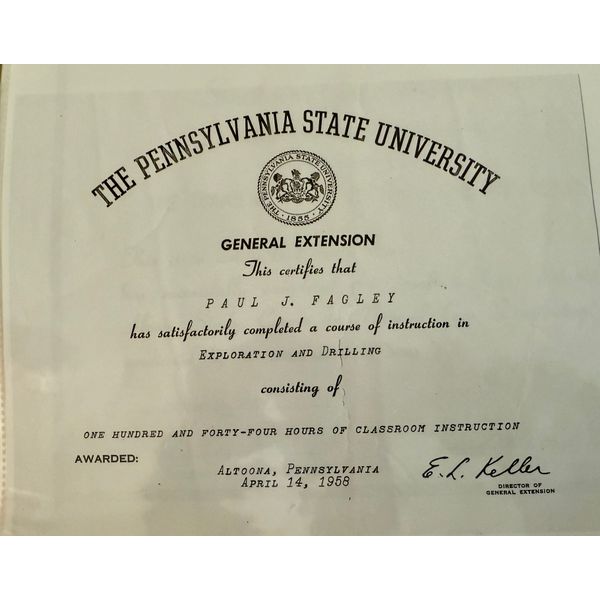 THE PENNSYLVANIA STATE UNIVERSITY
THE PENNSYLVANIA STATE UNIVERSITY
· 1855 ·
GENERAL EXTENSION
This certifies that
PAUL J. FAGLEY
has satisfactorily completed a course of instruction in
EXPLORATION AND DRILLING
consisting of
ONE HUNDRED AND FORTY-FOUR HOURS OF CLASSROOM INSTRUCTION
AWARDED:
ALTOONA, PENNSYLVANIA
APRIL 14, 1958
E. L. Keller
DIRECTOR OF
GENERAL EXTENSION